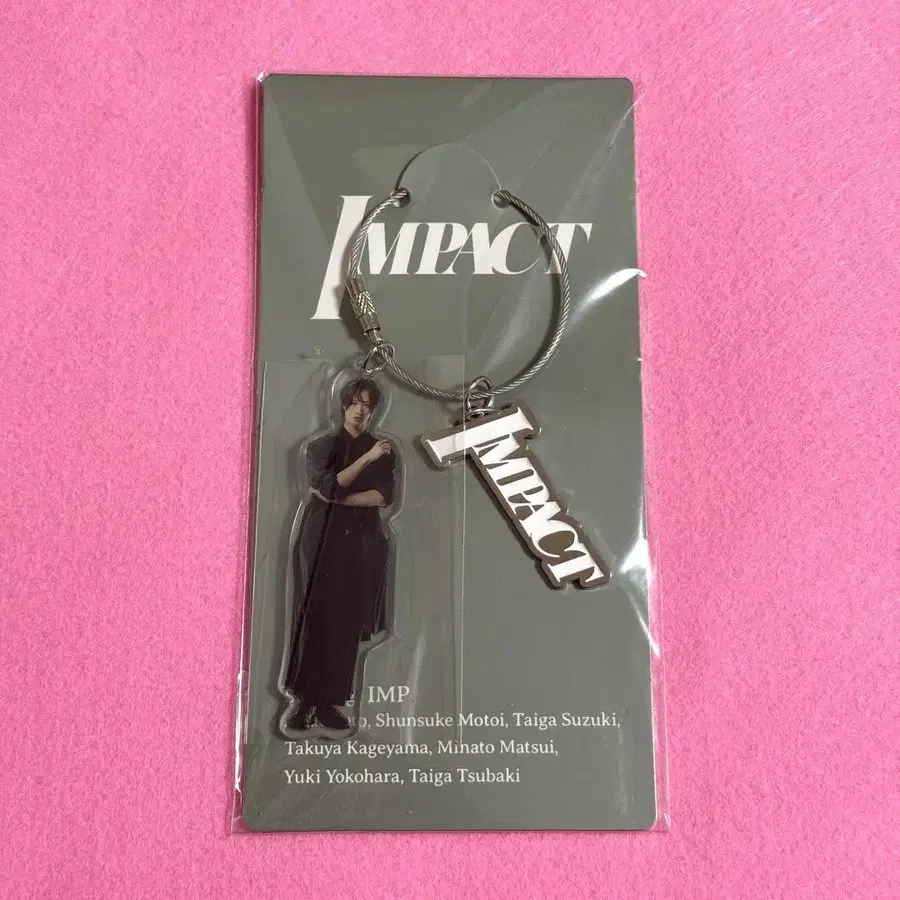 IMPACT
IMPACT
IMP.
Shunsuke Motoi, Taiga Suzuki,
Takuya Kageyama, Minato Matsui,
Yuki Yokohara, Taiga Tsubaki